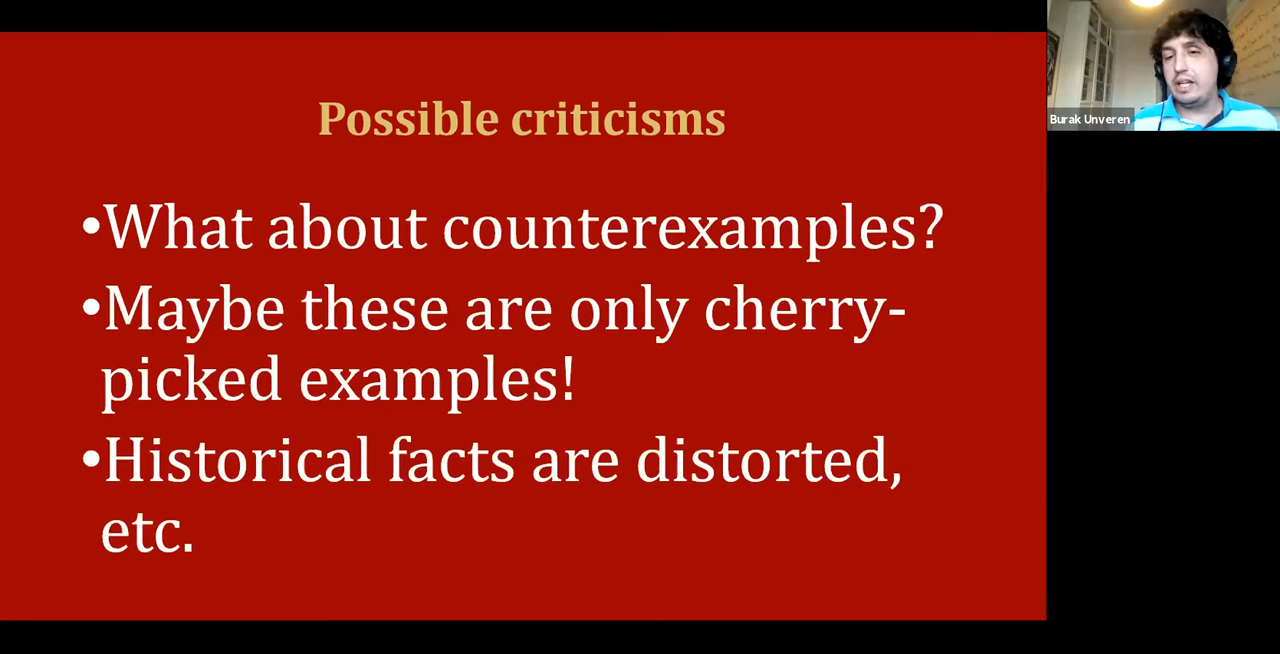 Possible criticisms
•What about counterexamples?
•Maybe these are only cherry-
picked examples!
•Historical facts are distorted,
etc.
Burak Unveren